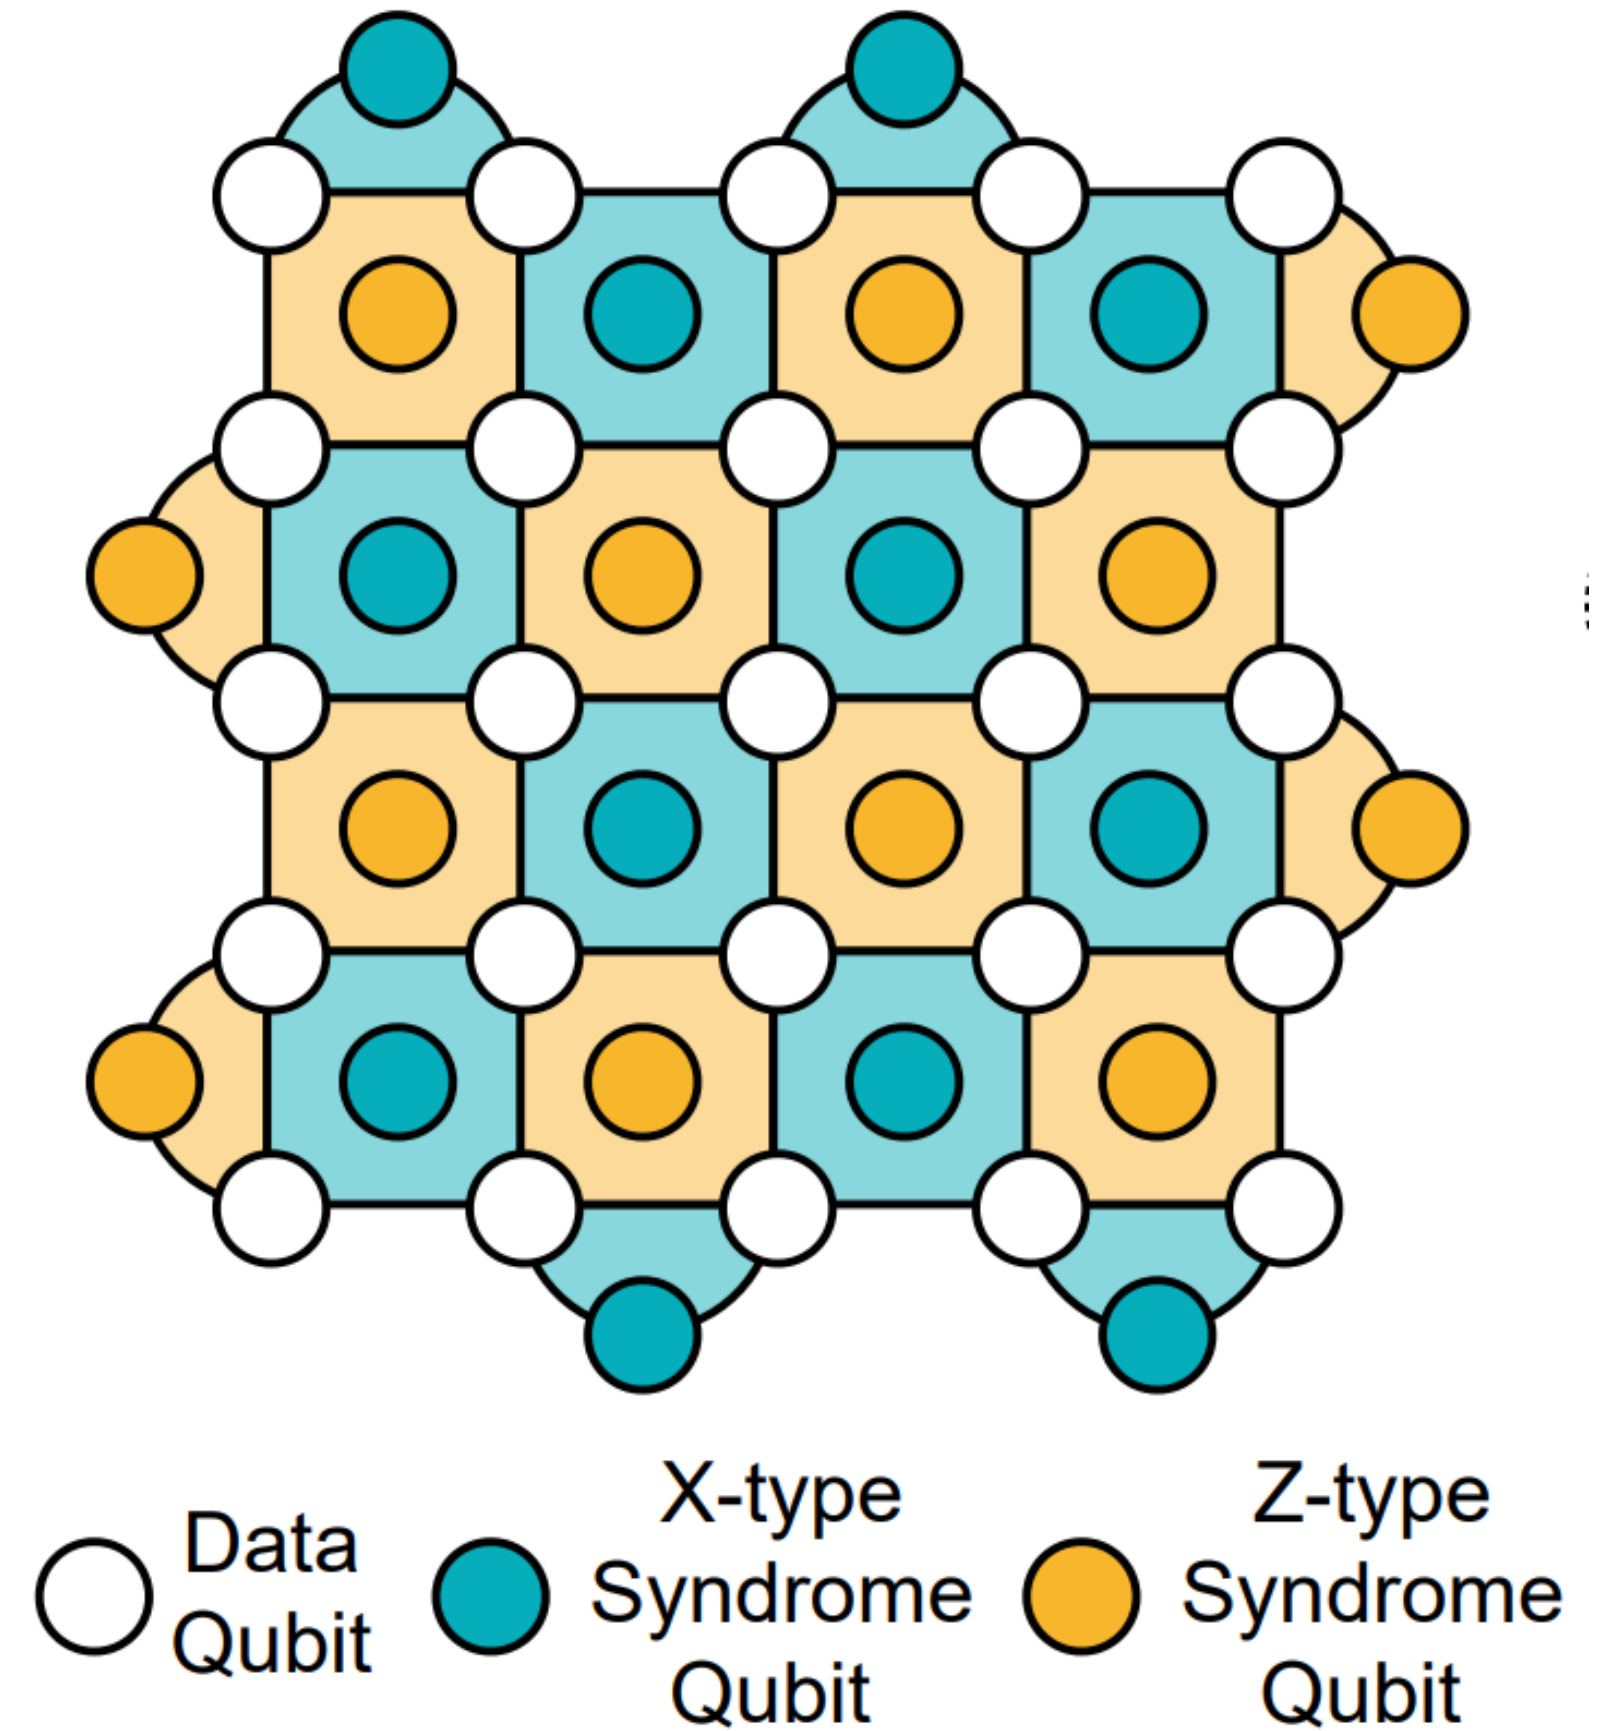 Data
Qubit
X-type
Syndrome
Qubit
Z-type
Syndrome
Qubit